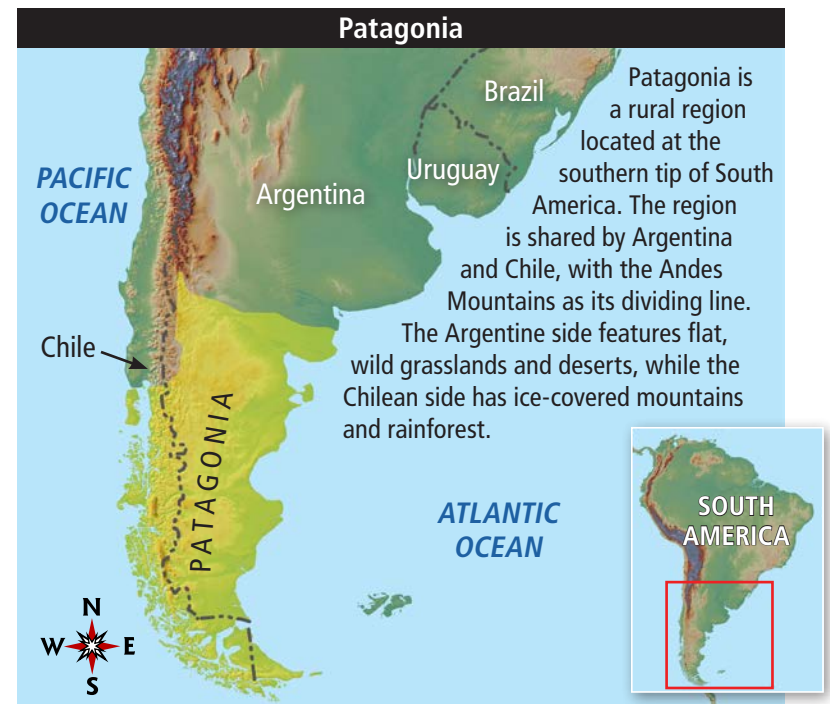 Patagonia
Patagonia is
a rural region
located at the
southern tip of South
America. The region
is shared by Argentina
and Chile, with the Andes
Mountains as its dividing line.
The Argentine side features flat,
wild grasslands and deserts, while the
Chilean side has ice-covered mountains
and rainforest.
Brazil
Uruguay
Argentina
PACIFIC
OCEAN
Chile
PATAGONIA
ATLANTIC
OCEAN
SOUTH
AMERICA
N
W E
S